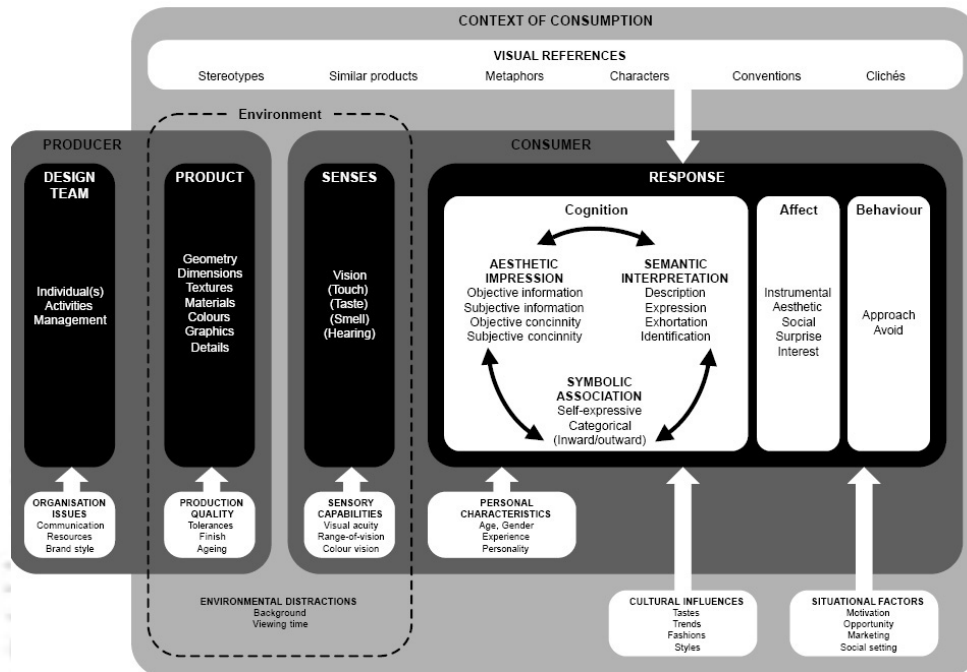 CONTEXT OF CONSUMPTION
VISUAL REFERENCES
Stereotypes Similar products Metaphors Characters Conventions Clichés
Environment
PRODUCER
CONSUMER
DESIGN
TEAM
Individual(s)
Activities
Management
PRODUCT
Geometry
Dimensions
Textures
Materials
Colours
Graphics
Details
SENSES
Vision
(Touch)
(Taste)
(Smell)
(Hearing)
RESPONSE
Cognition
AESTHETIC
IMPRESSION
Objective information
Subjective information
Objective concinnity
Subjective concinnity
SEMANTIC
INTERPRETATION
Description
Expression
Exhortation
Identification
SYMBOLIC
ASSOCIATION
Self-expressive
Categorical
(Inward/outward)
Affect
Instrumental
Aesthetic
Social
Surprise
Interest
Behaviour
Approach
Avoid
ORGANISATION
ISSUES
Communication
Resources
Brand style
PRODUCTION
QUALITY
Tolerances
Finish
Ageing
SENSORY
CAPABILITIES
Visual acuity
Range-of-vision
Colour vision
PERSONAL
CHARACTERISTICS
Age, Gender
Experience
Personality
ENVIRONMENTAL DISTRACTIONS
Background
Viewing time
CULTURAL INFLUENCES
Tastes
Trends
Fashions
Styles
SITUATIONAL FACTORS
Motivation
Opportunity
Marketing
Social setting